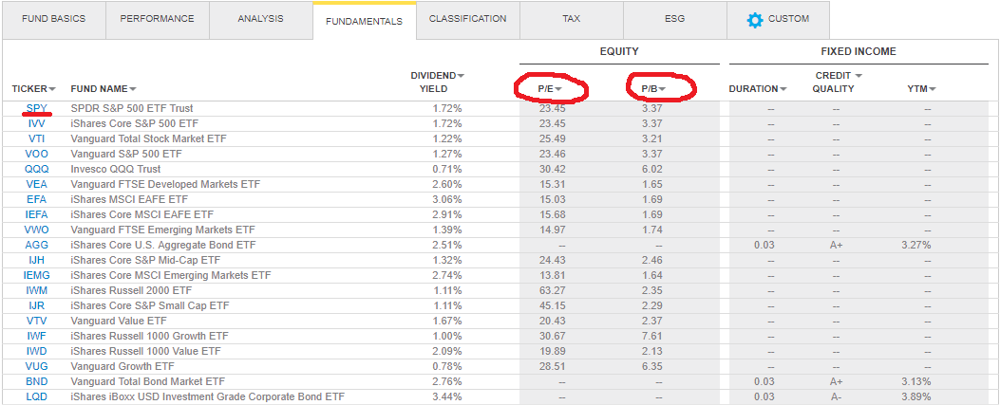 FUND BASICS PERFORMANCE ANALYSIS FUNDAMENTALS CLASSIFICATION TAX ESG CUSTOM
EQUITY FIXED INCOME
DIVIDEND CREDIT
TICKER FUND NAME YIELD P/E P/B DURATION QUALITY YTM
SPY SPDR S&P 500 ETF Trust 1.72% 23.45 3.37 -- -- --
IVV iShares Core S&P 500 ETF 1.72% 23.45 3.37 -- -- --
VTI Vanguard Total Stock Market ETF 1.22% 25.49 3.21 -- -- --
VOO Vanguard S&P 500 ETF 1.27% 23.46 3.37 -- -- --
QQQ Invesco QQQ Trust 0.71% 30.42 6.02 -- -- --
VEA Vanguard FTSE Developed Markets ETF 2.60% 15.31 1.65 -- -- --
EFA iShares MSCI EAFE ETF 3.06% 15.03 1.69 -- -- --
IEFA iShares Core MSCI EAFE ETF 2.91% 15.68 1.69 -- -- --
VWO Vanguard FTSE Emerging Markets ETF 1.39% 14.97 1.74 -- -- --
AGG iShares Core U.S. Aggregate Bond ETF 2.51% -- -- 0.03 A+ 3.27%
IJH iShares Core S&P Mid-Cap ETF 1.32% 24.43 2.46 -- -- --
IEMG iShares Core MSCI Emerging Markets ETF 2.74% 13.81 1.64 -- -- --
IWM iShares Russell 2000 ETF 1.11% 63.27 2.35 -- -- --
IJR iShares Core S&P Small Cap ETF 1.11% 45.15 2.29 -- -- --
VTV Vanguard Value ETF 1.67% 20.43 2.37 -- -- --
IWF iShares Russell 1000 Growth ETF 1.00% 30.67 7.61 -- -- --
IWD iShares Russell 1000 Value ETF 2.09% 19.89 2.13 -- -- --
VUG Vanguard Growth ETF 0.78% 28.51 6.35 -- -- --
BND Vanguard Total Bond Market ETF 2.76% -- -- 0.03 A+ 3.13%
LQD iShares iBoxx USD Investment Grade Corporate Bond ETF 3.44% -- -- 0.03 A- 3.89%